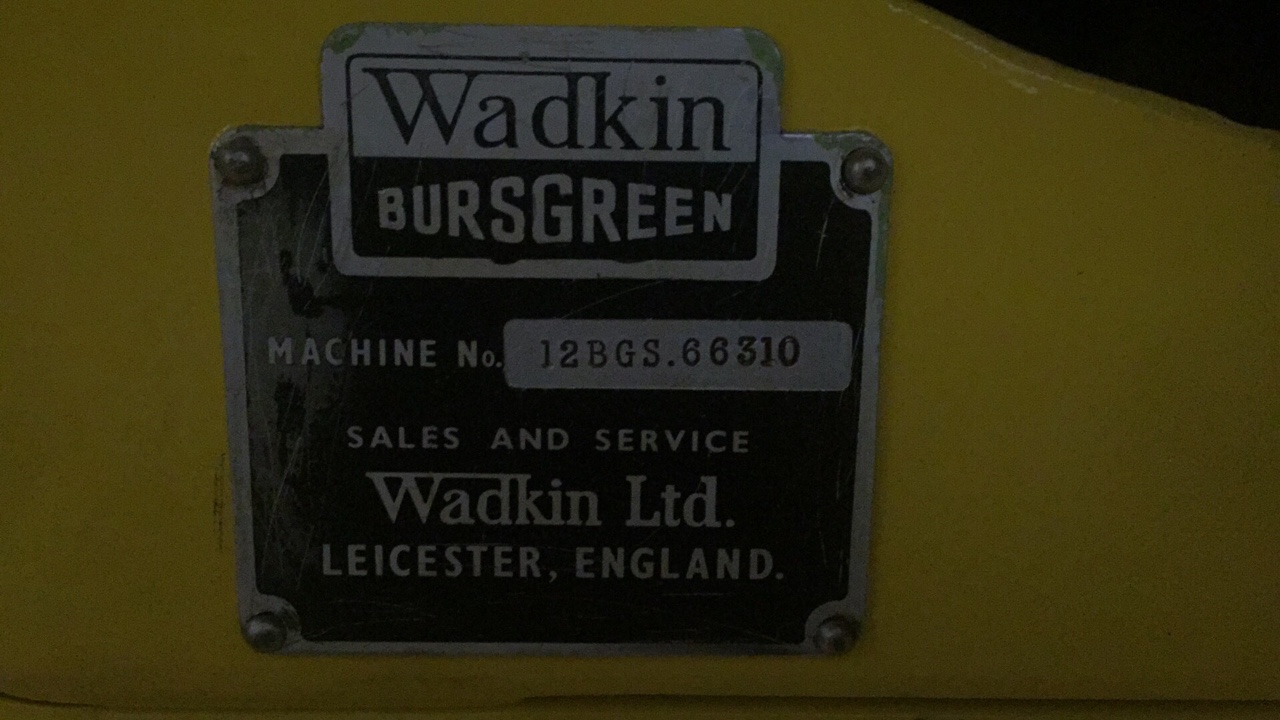 Wadkin
BURSGREEN
MACHINE No. 12BGS.66310
SALES AND SERVICE
Wadkin Ltd.
LEICESTER, ENGLAND.